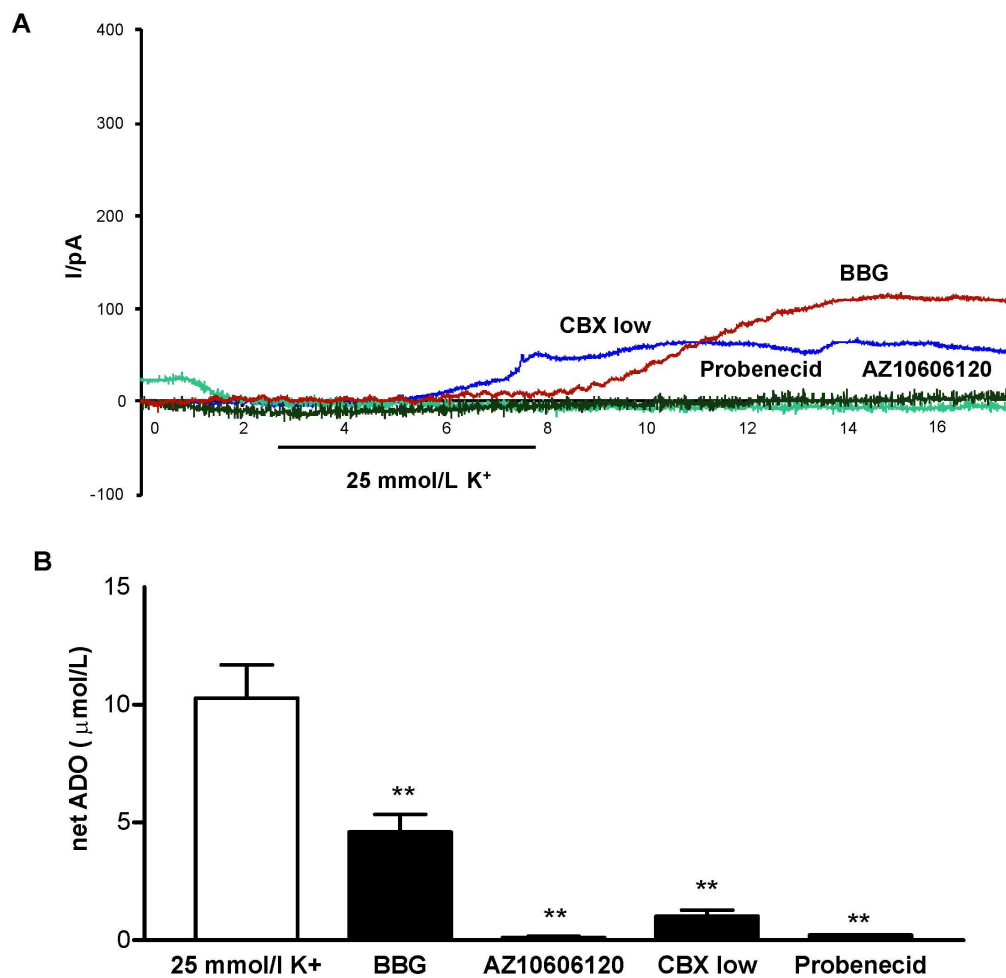 A
400
300
200
100
0
-100
I/pA
BBG
CBX low
Probenecid AZ10606120
0 2 4 6 8 10 12 14 16
25 mmol/L K⁺
B
15
10
5
0
net ADO ( μmol/L)
** ** ** **
25 mmol/l K+ BBG AZ10606120 CBX low Probenecid